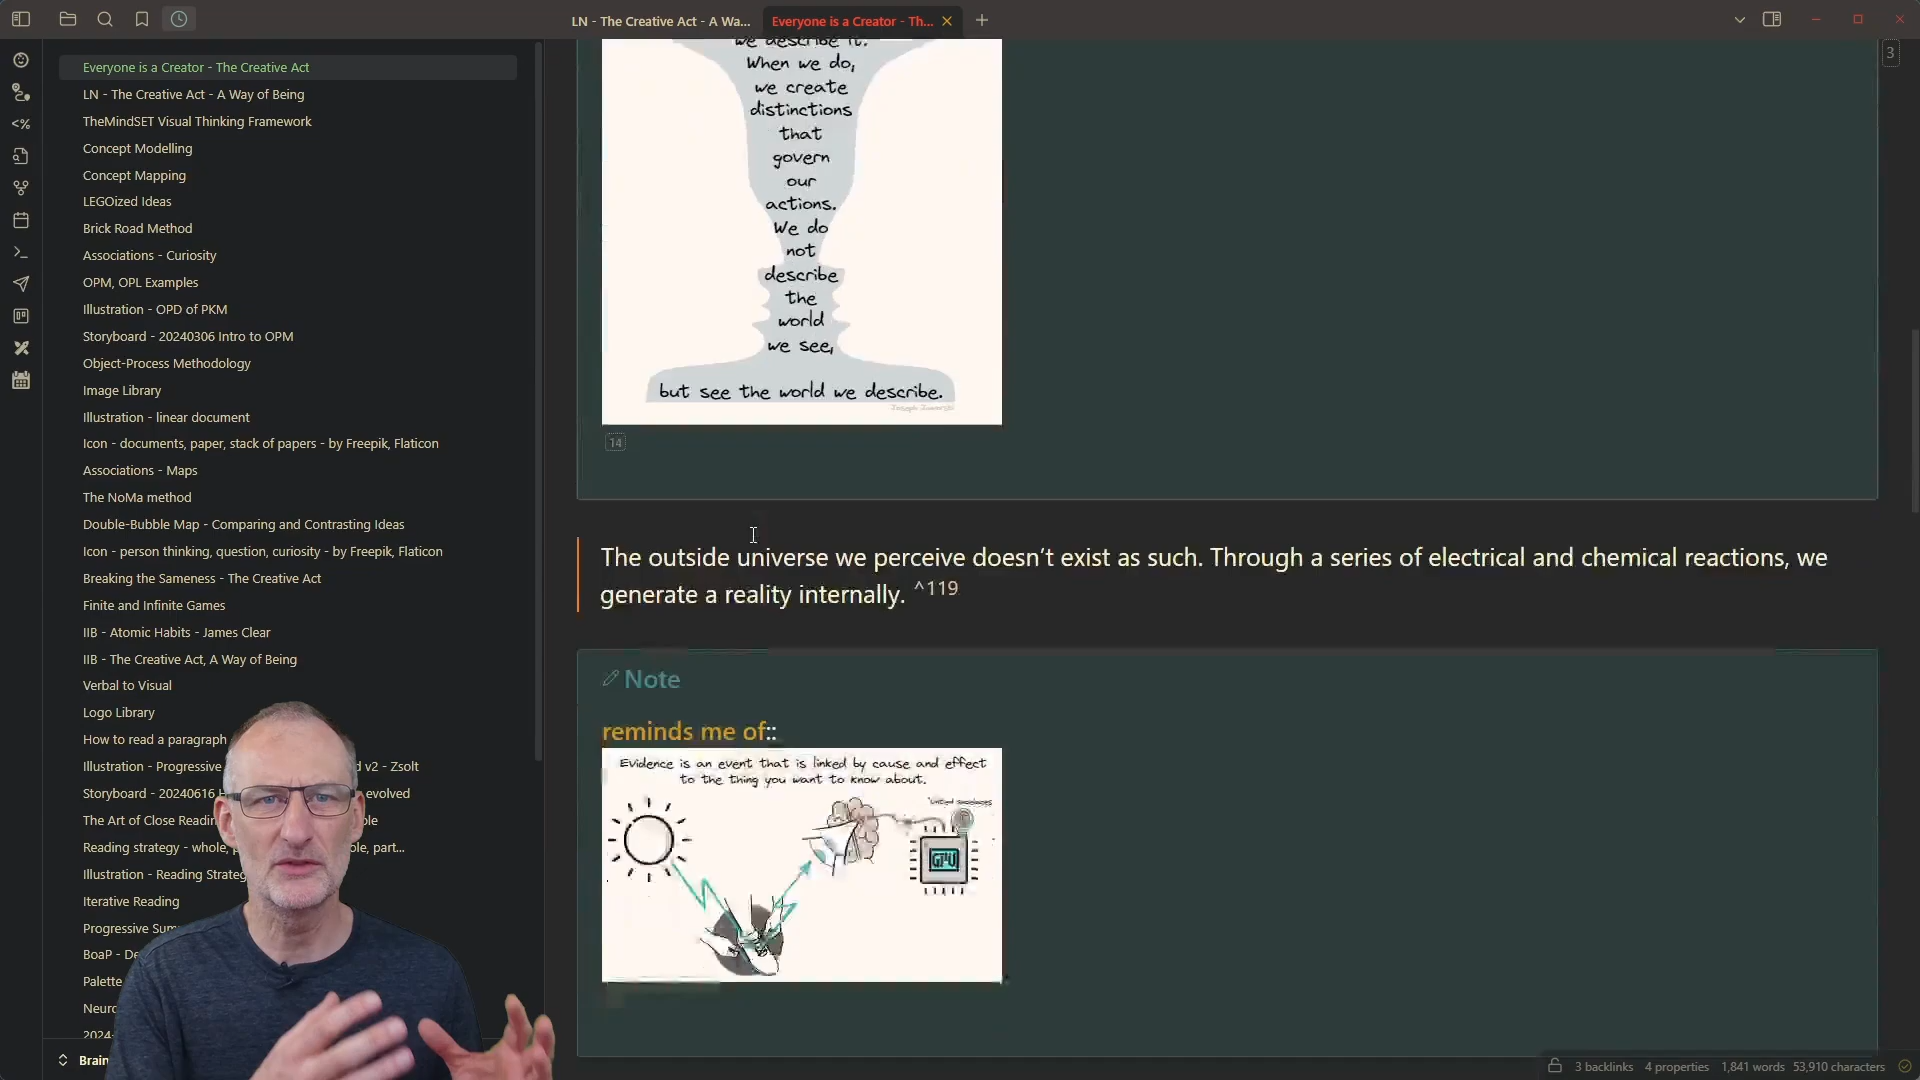 LN - The Creative Act - A Wa...
Everyone is a Creator - Th...
Everyone is a Creator - The Creative Act
LN - The Creative Act - A Way of Being
TheMindSET Visual Thinking Framework
Concept Modelling
Concept Mapping
LEGOized Ideas
Brick Road Method
Associations - Curiosity
OPM, OPL Examples
Illustration - OPD of PKM
Storyboard - 20240306 Intro to OPM
Object-Process Methodology
Image Library
Illustration - linear document
Icon - documents, paper, stack of papers - by Freepik, Flaticon
Associations - Maps
The NoMa method
Double-Bubble Map - Comparing and Contrasting Ideas
Icon - person thinking, question, curiosity - by Freepik, Flaticon
Breaking the Sameness - The Creative Act
Finite and Infinite Games
IIB - Atomic Habits - James Clear
IIB - The Creative Act, A Way of Being
Verbal to Visual
Logo Library
How to read a paragraph
Illustration - Progressive d v2 - Zsolt
Storyboard - 20240616 evolved
The Art of Close Readin
Reading strategy - whole, ole, part...
Illustration - Reading Strateg
Iterative Reading
Progressive Sum
BoaP - De
Palette
Neuro
2024-
Brain
3
we describe it.
When we do,
we create
distinctions
that
govern
our
actions.
We do
not
describe
the
world
we see,
but see the world we describe.
14
The outside universe we perceive doesn’t exist as such. Through a series of electrical and chemical reactions, we
generate a reality internally. ^119
Note
reminds me of::
Evidence is an event that is linked by cause and effect
to the thing you want to know about.
3 backlinks 4 properties 1,841 words 53,910 characters